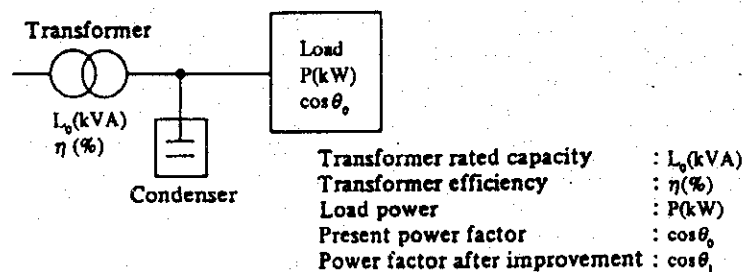 Transformer
L₀(kVA)
η (%)
Condenser
Load
P(kW)
cosθ₀
Transformer rated capacity : L₀(kVA)
Transformer efficiency : η(%)
Load power : P(kW)
Present power factor : cosθ₀
Power factor after improvement : cosθ₁